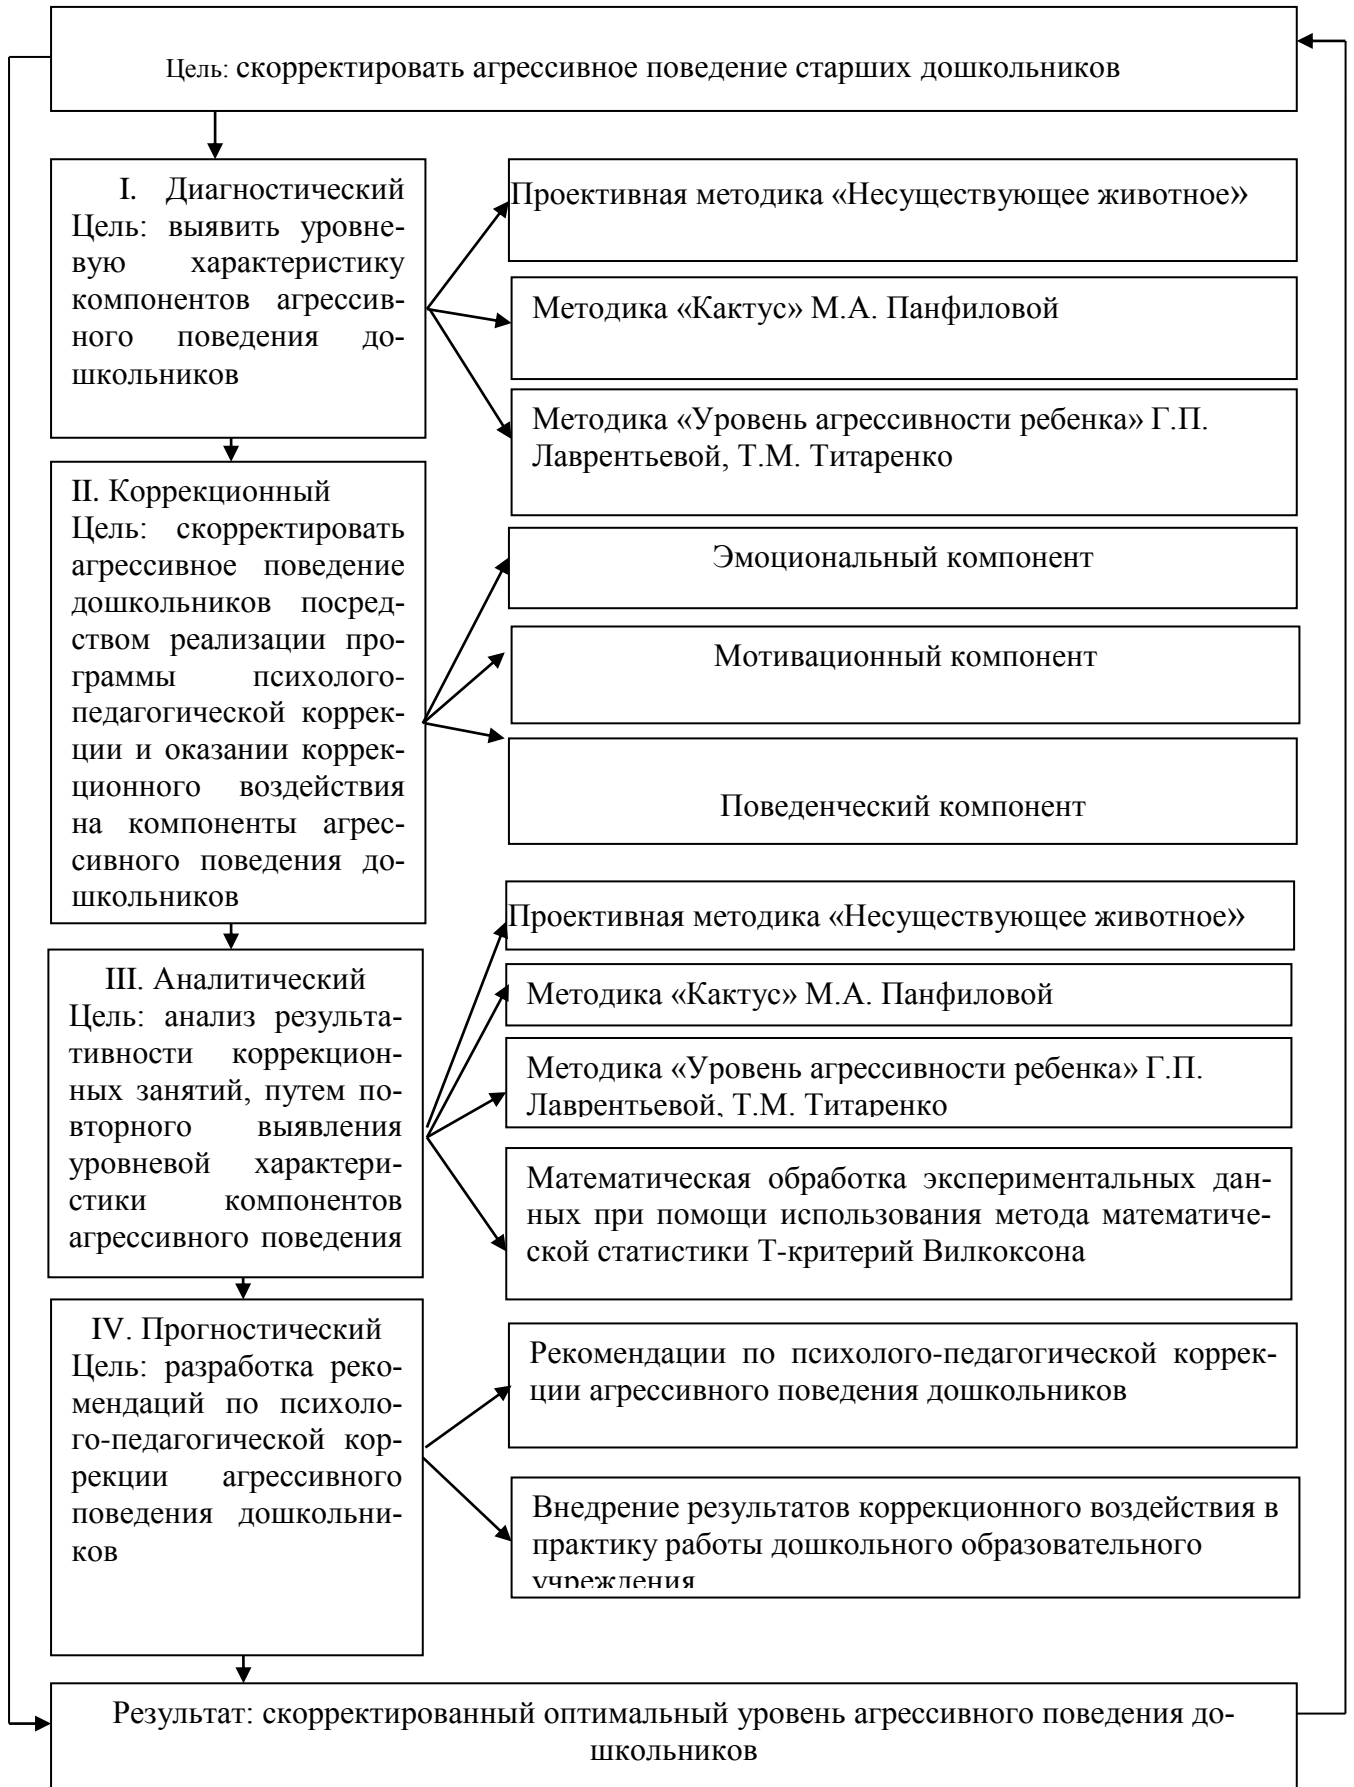 Цель: скорректировать агрессивное поведение старших дошкольников
I. Диагностический
Цель: выявить уровне-
вую характеристику
компонентов агрессив-
ного поведения до-
школьников
Проективная методика «Несуществующее животное»
Методика «Кактус» М.А. Панфиловой
Методика «Уровень агрессивности ребенка» Г.П.
Лаврентьевой, Т.М. Титаренко
II. Коррекционный
Цель: скорректировать
агрессивное поведение
дошкольников посред-
ством реализации про-
граммы психолого-
педагогической коррек-
ции и оказании коррек-
ционного воздействия
на компоненты агрес-
сивного поведения до-
школьников
Эмоциональный компонент
Мотивационный компонент
Поведенческий компонент
III. Аналитический
Цель: анализ результа-
тивности коррекцион-
ных занятий, путем по-
вторного выявления
уровневой характери-
стики компонентов
агрессивного поведения
Проективная методика «Несуществующее животное»
Методика «Кактус» М.А. Панфиловой
Методика «Уровень агрессивности ребенка» Г.П.
Лаврентьевой, Т.М. Титаренко
Математическая обработка экспериментальных дан-
ных при помощи использования метода математиче-
ской статистики Т-критерий Вилкоксона
IV. Прогностический
Цель: разработка реко-
мендаций по психоло-
го-педагогической кор-
рекции агрессивного
поведения дошкольни-
ков
Рекомендации по психолого-педагогической коррек-
ции агрессивного поведения дошкольников
Внедрение результатов коррекционного воздействия в
практику работы дошкольного образовательного
учреждения
Результат: скорректированный оптимальный уровень агрессивного поведения до-
школьников